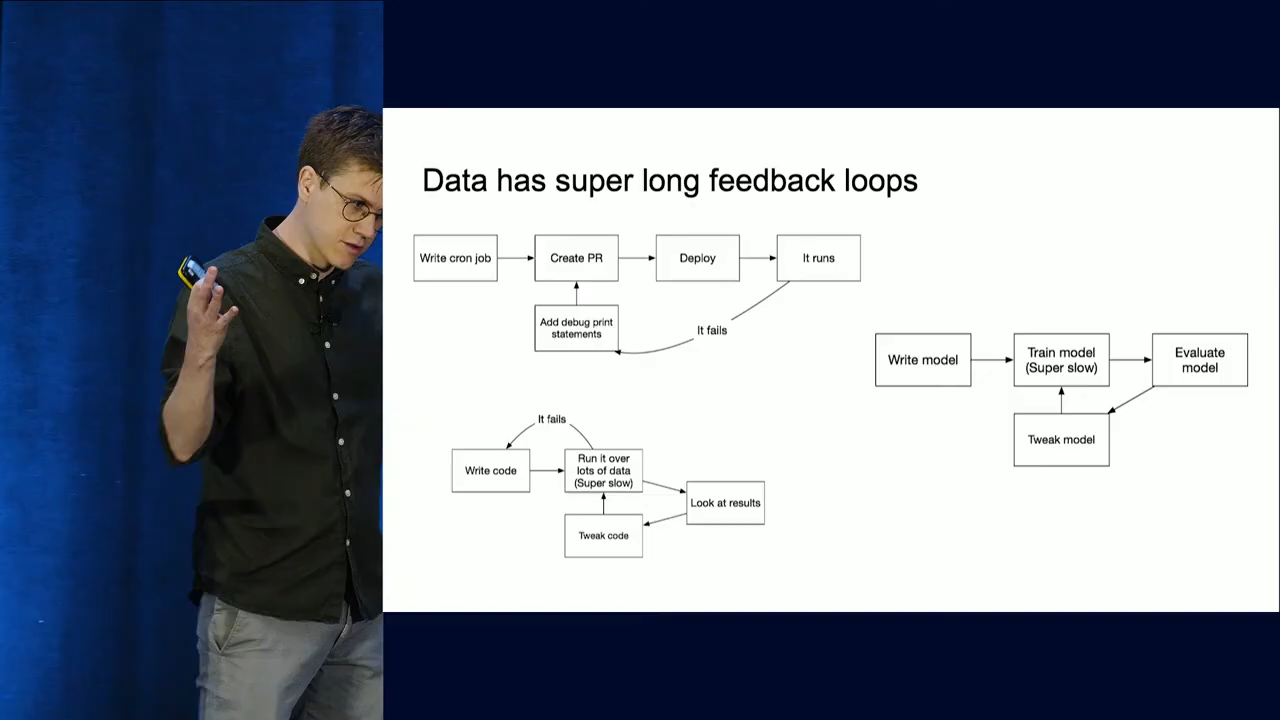 Data has super long feedback loops
Write cron job
Create PR
Deploy
It runs
Add debug print
statements
It fails
Write model
Train model
(Super slow)
Evaluate
model
Tweak model
It fails
Write code
Run it over
lots of data
(Super slow)
Look at results
Tweak code